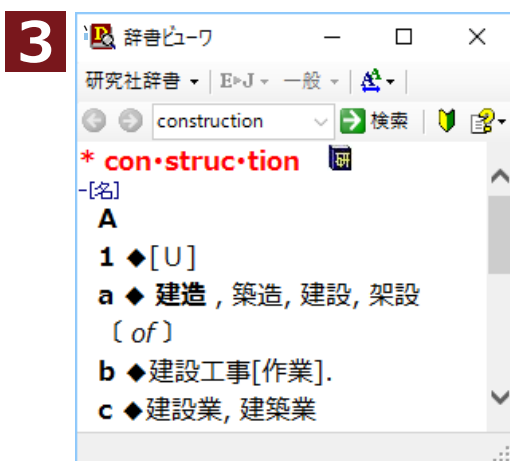 3
辞書ビューワ
研究社辞書 E▹J 一般 A
construction 検索
* con･struc･tion 研
-[名]
A
1 ◆[U]
a ◆ 建造 , 築造, 建設, 架設
〔 of 〕
b ◆建設工事[作業].
c ◆建設業, 建築業